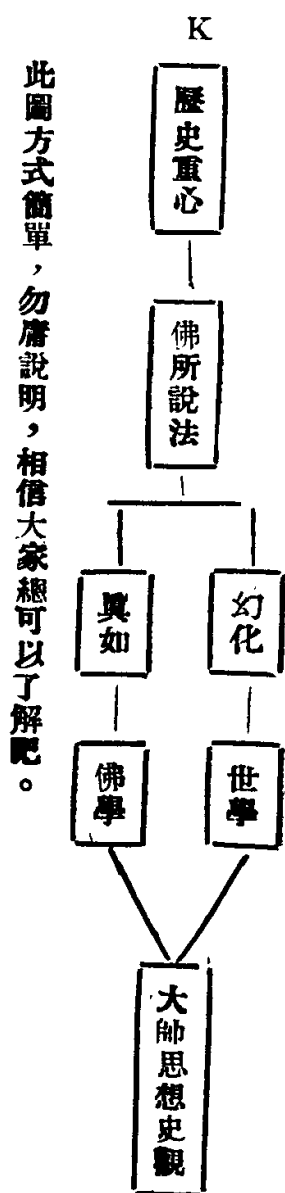 K
歷史重心
佛所說法
幻化
眞如
世學
佛學
大師思想史觀
此圖方式簡單，勿庸說明，相信大家總可以了解吧。